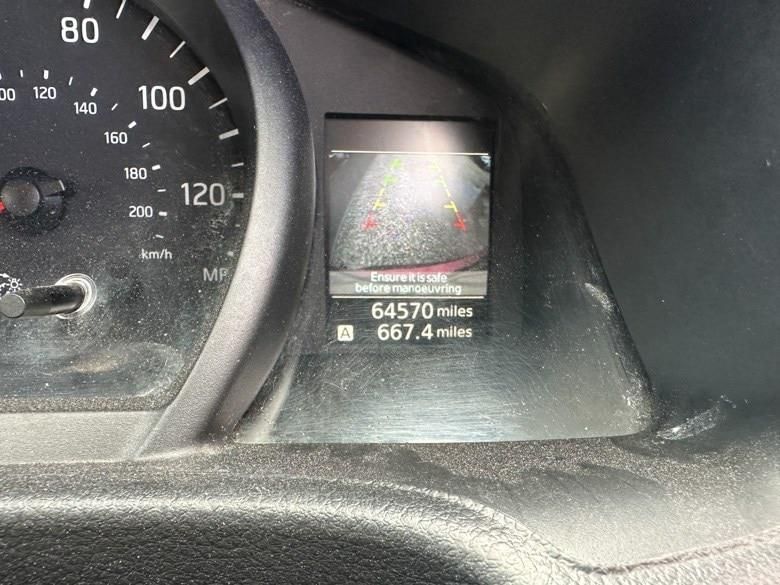 80
100
120
120
140
160
180
200
km/h
Ensure it is safe
before manoeuvring
64570 miles
A 667.4 miles